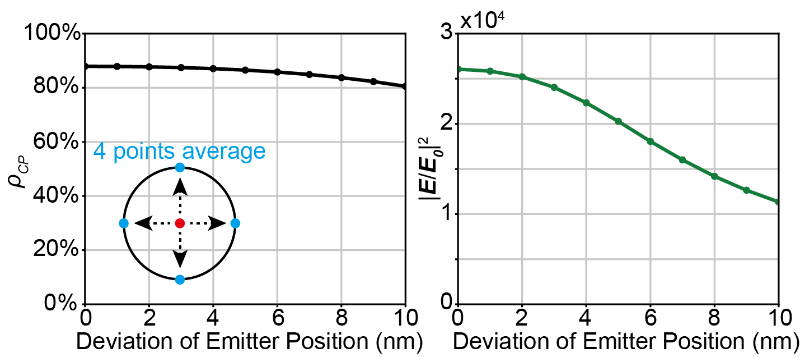 100%
80%
60%
40%
20%
0%
ρCP
4 points average
0 2 4 6 8 10
Deviation of Emitter Position (nm)
3 x10⁴
2
1
0
|E/E₀|²
0 2 4 6 8 10
Deviation of Emitter Position (nm)